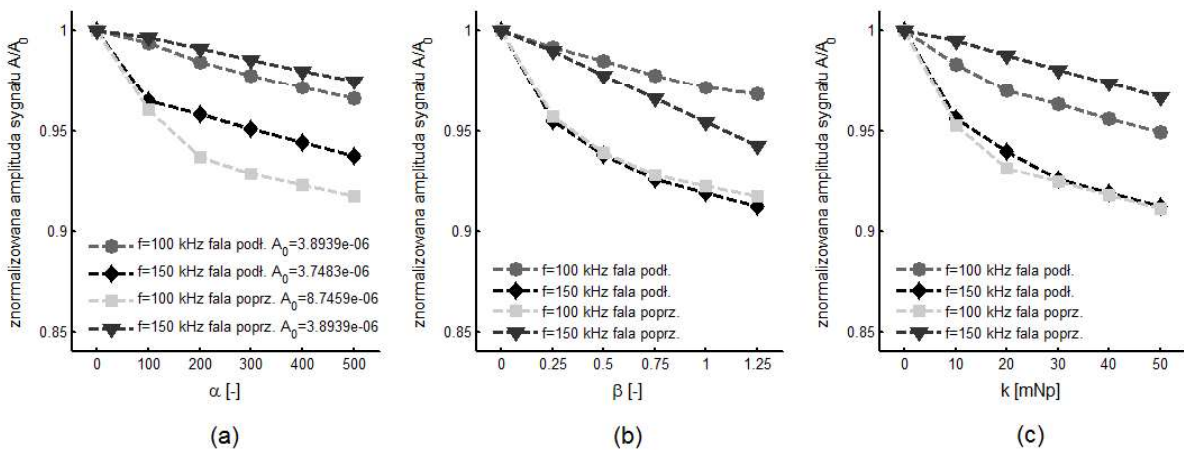 znormalizowana amplituda sygnału A/A0
1
0.95
0.9
0.85
f=100 kHz fala podł. A0=3.8939e-06
f=150 kHz fala podł. A0=3.7483e-06
f=100 kHz fala poprz. A0=8.7459e-06
f=150 kHz fala poprz. A0=3.8939e-06
0 100 200 300 400 500
α [-]
(a)
znormalizowana amplituda sygnału A/A0
1
0.95
0.9
0.85
f=100 kHz fala podł.
f=150 kHz fala podł.
f=100 kHz fala poprz.
f=150 kHz fala poprz.
0 0.25 0.5 0.75 1 1.25
β [-]
(b)
znormalizowana amplituda sygnału A/A0
1
0.95
0.9
0.85
f=100 kHz fala podł.
f=150 kHz fala podł.
f=100 kHz fala poprz.
f=150 kHz fala poprz.
0 10 20 30 40 50
k [mNp]
(c)